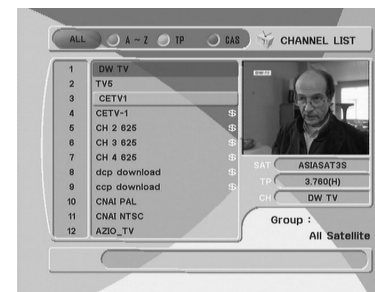 ALL A ~ Z TP CAS CHANNEL LIST
1 DW TV
2 TV5
3 CETV1
4 CETV-1 $
5 CH 2 625 $
6 CH 3 625 $
7 CH 4 625 $
8 dcp download $
9 ccp download $
10 CNAI PAL
11 CNAI NTSC
12 AZIO_TV
SAT ASIASAT3S
TP 3.760(H)
CH DW TV
Group :
All Satellite